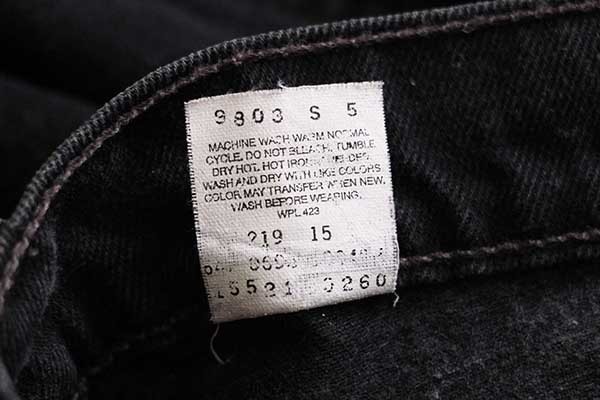 9803 S 5
MACHINE WASH WARM NORMAL
CYCLE. DO NOT BLEACH. TUMBLE
DRY HOT. HOT IRON
WASH AND DRY WITH LIKE COLORS
COLOR MAY TRANSFER WHEN NEW.
WASH BEFORE WEARING.
WPL 423
219 15
15521 0260